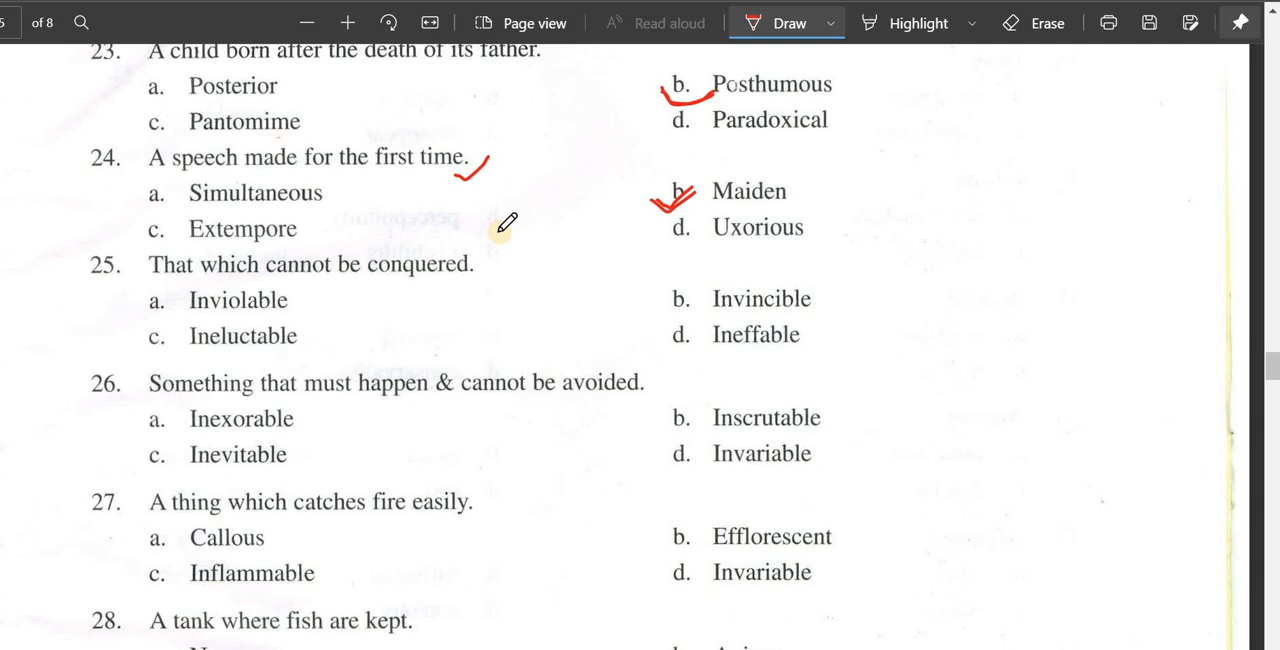 5 of 8 Page view Read aloud Draw Highlight Erase
23. A child born after the death of its father.
a. Posterior b. Posthumous
c. Pantomime d. Paradoxical
24. A speech made for the first time.
a. Simultaneous b. Maiden
c. Extempore d. Uxorious
25. That which cannot be conquered.
a. Inviolable b. Invincible
c. Ineluctable d. Ineffable
26. Something that must happen & cannot be avoided.
a. Inexorable b. Inscrutable
c. Inevitable d. Invariable
27. A thing which catches fire easily.
a. Callous b. Efflorescent
c. Inflammable d. Invariable
28. A tank where fish are kept.